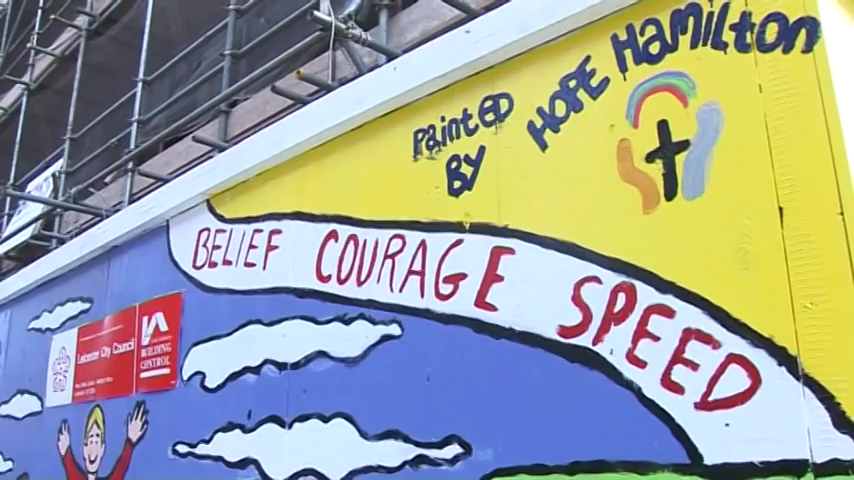 PaintED
BY HOPE HAMiLtON
BELIEF COURAGE SPEED
Leicester City Council
BUILDING
CONTROL